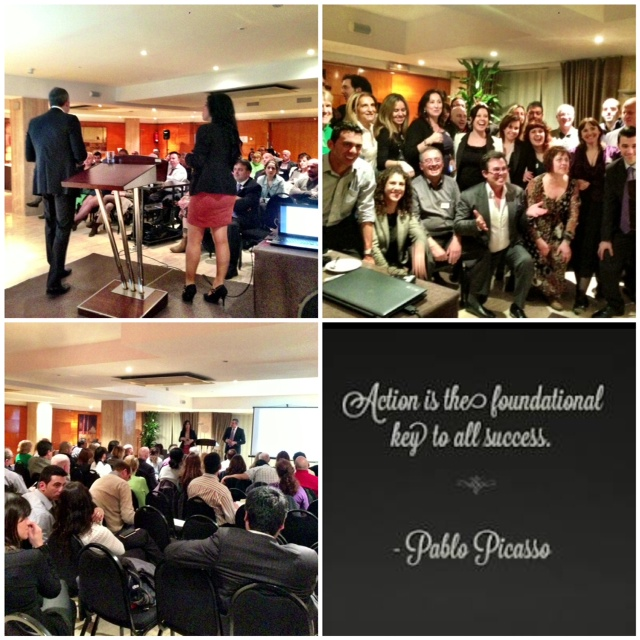 Action is the foundational
key to all success.
- Pablo Picasso